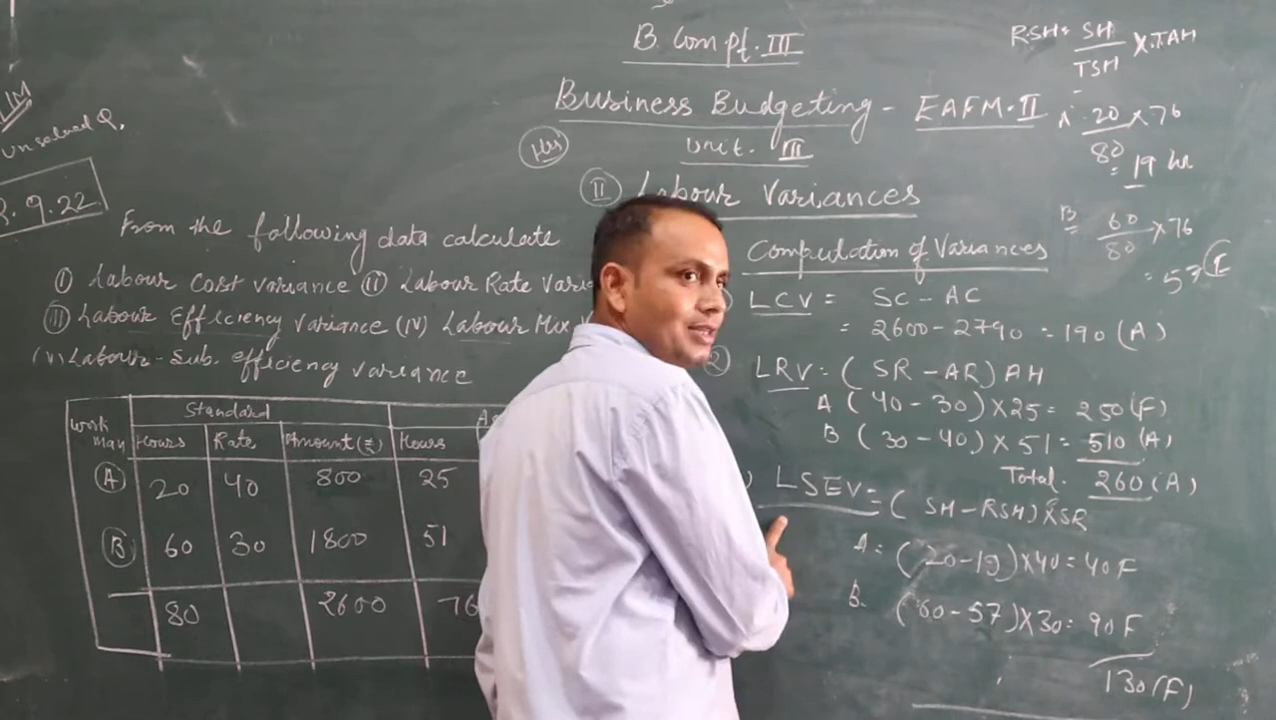 B. Com pt. III
Business Budgeting - EAFM. II
Unit. III
Hrs
II Labour Variances
LM
unsolved Q.
9.22
From the following data calculate
I Labour Cost variance II Labour Rate Varia
III Labour Efficiency Variance (IV) Labour Mix
(V) Labour - Sub. efficiency variance
Work man Standard
Hours Rate Amount (₹) Hours
A 20 40 800 25
B 60 30 1800 51
80 2600 76
Computation of Variances
LCV = SC - AC
= 2600 - 2790 = 190 (A)
2 LRV = (SR - AR) AH
A (40 - 30) X 25 = 250 (F)
B (30 - 40) X 51 = 510 (A)
Total. 260 (A)
) LSEV = (SH - RSH) X SR
A = (20-19) X 40 = 40 F
B. (60-57) X 30 = 90 F
130 (F)
RSH = SH X TAH
TSH
A 20 X 76
80
= 19 hr
B 60 X 76
80
= 57